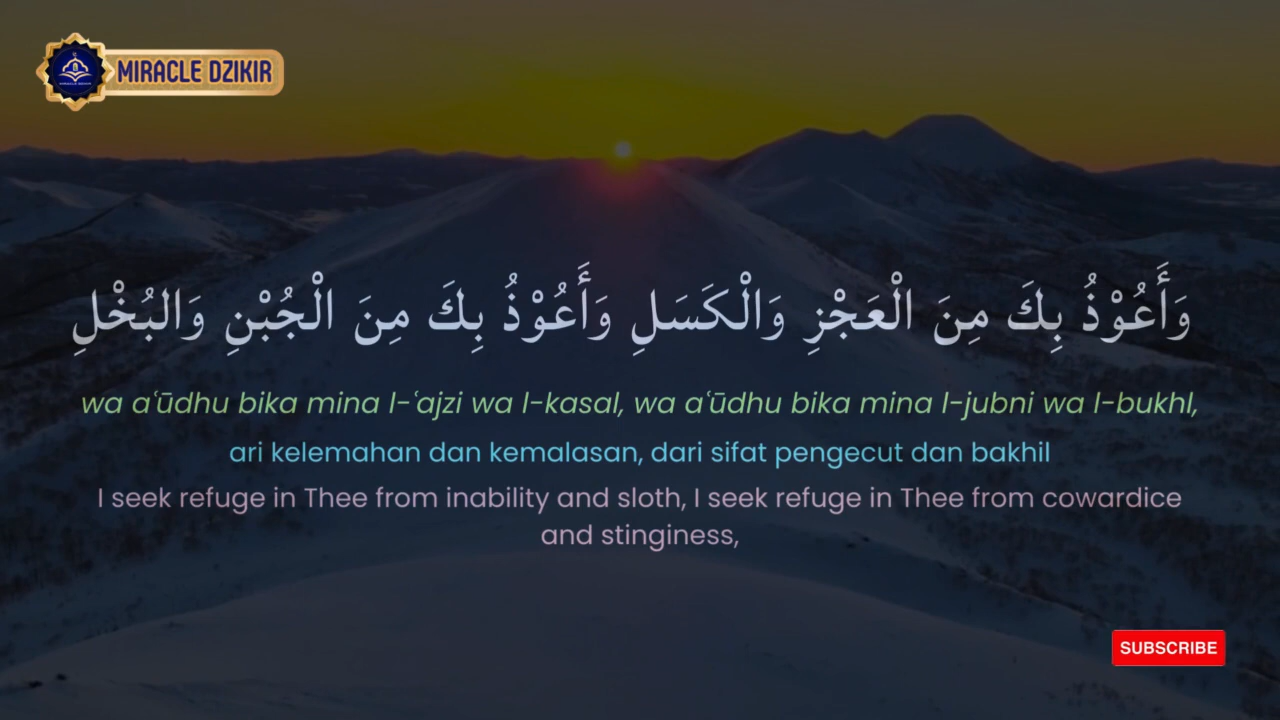 MIRACLE DZIKIR
وَأَعُوْذُ بِكَ مِنَ الْعَجْزِ وَالْكَسَلِ وَأَعُوْذُ بِكَ مِنَ الْجُبْنِ وَالبُخْلِ
wa aʿūdhu bika mina l-ʿajzi wa l-kasal, wa aʿūdhu bika mina l-jubni wa l-bukhl,
ari kelemahan dan kemalasan, dari sifat pengecut dan bakhil
I seek refuge in Thee from inability and sloth, I seek refuge in Thee from cowardice
and stinginess,
SUBSCRIBE